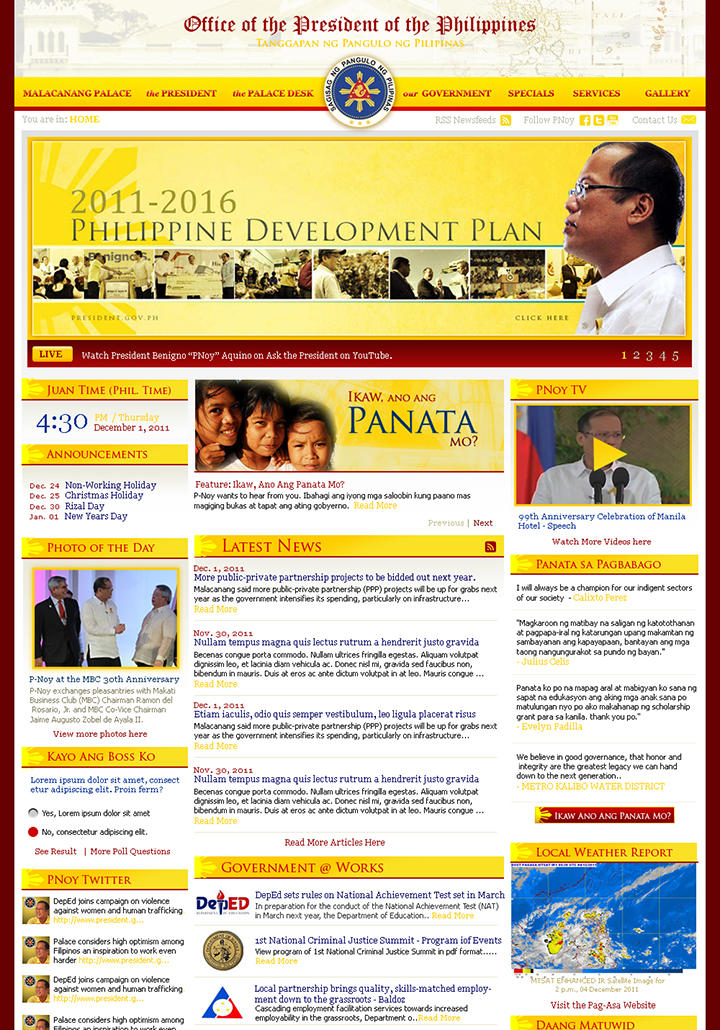 Office of the President of the Philippines
TANGGAPAN NG PANGULO NG PILIPINAS
MALACANANG PALACE
the PRESIDENT
the PALACE DESK
SAGISAG NG PANGULO NG PILIPINAS
our GOVERNMENT
SPECIALS
SERVICES
GALLERY
You are in: HOME
RSS Newsfeeds
Follow PNoy
Contact Us
2011-2016
PHILIPPINE DEVELOPMENT PLAN
PRESIDENT.GOV.PH
CLICK HERE
LIVE
Watch President Benigno “PNoy” Aquino on Ask the President on YouTube.
1 2 3 4 5
JUAN TIME (PHIL. TIME)
4:30 PM / Thursday
December 1, 2011
ANNOUNCEMENTS
Dec. 24 Non-Working Holiday
Dec. 25 Christmas Holiday
Dec. 30 Rizal Day
Jan. 01 New Years Day
PHOTO OF THE DAY
P-Noy at the MBC 30th Anniversary
P-Noy exchanges pleasantries with Makati
Business Club (MBC) Chairman Ramon del
Rosario, Jr. and MBC Co-Vice Chairman
Jaime Augusto Zobel de Ayala II.
View more photos here
KAYO ANG BOSS KO
Lorem ipsum dolor sit amet, consect
etur adipiscing elit. Proin ferm?
Yes, Lorem ipsum dolor sit amet
No, consectetur adipiscing elit.
See Result | More Poll Questions
PNOY TWITTER
DepEd joins campaign on violence
against women and human trafficking
http://www.president.g...
Palace considers high optimism among
Filipinos an inspiration to work even
harder http://www.president.g...
DepEd joins campaign on violence
against women and human trafficking
http://www.president.g...
Palace considers high optimism among
Filipinos an inspiration to work even
IKAW, ANO ANG
PANATA
MO?
Feature: Ikaw, Ano Ang Panata Mo?
P-Noy wants to hear from you. Ibahagi ang iyong mga saloobin kung paano mas
magiging bukas at tapat ang ating gobyerno. Read More
Previous | Next
LATEST NEWS
Dec. 1, 2011
More public-private partnership projects to be bidded out next year.
Malacanang said more public-private partnership (PPP) projects will be up for grabs next
year as the government intensifies its spending, particularly on infrastructure...
Read More
Nov. 30, 2011
Nullam tempus magna quis lectus rutrum a hendrerit justo gravida
Becenas congue porta commodo. Nullam ultrices fringilla egestas. Aliquam volutpat
dignissim leo, et lacinia diam vehicula ac. Donec nisl mi, gravida sed faucibus non,
bibendum in mauris. Duis at eros ac ante dictum volutpat in at leo. Mauris congue ...
Read More
Dec. 1, 2011
Etiam iaculis, odio quis semper vestibulum, leo ligula placerat risus
Malacanang said more public-private partnership (PPP) projects will be up for grabs next
year as the government intensifies its spending, particularly on infrastructure...
Read More
Nov. 30, 2011
Nullam tempus magna quis lectus rutrum a hendrerit justo gravida
Becenas congue porta commodo. Nullam ultrices fringilla egestas. Aliquam volutpat
dignissim leo, et lacinia diam vehicula ac. Donec nisl mi, gravida sed faucibus non,
bibendum in mauris. Duis at eros ac ante dictum volutpat in at leo. Mauris congue ...
Read More
Read More Articles Here
GOVERNMENT @ WORKS
DepED
DepEd sets rules on National Achievement Test set in March
In preparation for the conduct of the National Achievement Test (NAT)
in March next year, the Department of Education.. Read More
1st National Criminal Justice Summit - Program iof Events
View program of 1st National Criminal Justice Summit in pdf format.....
Read More
Local partnership brings quality, skills-matched employ-
ment down to the grassroots - Baldoz
Cascading employment facilitation services towards increased
employability in the grassroots, Department o.. Read More
PNOY TV
99th Anniversary Celebration of Manila
Hotel - Speech
Watch More Videos here
PANATA SA PAGBABAGO
I will always be a champion for our indigent sectors
of our society - Calixto Perez
"Magkaroon ng matibay na saligan ng katotothanan
at pagpapa-iral ng katarungan upang makamtan ng
sambayanan ang kapayapaan, bantayan ang mga
taong nangungurakot sa pundo ng bayan."
- Julius Celis
Panata ko po na mapag aral at mabigyan ko sana ng
sapat na edukasyon ang aking mga anak sana po
matulungan nyo po ako makahanap ng scholarship
grant para sa kanila. thank you po."
- Evelyn Padilla
We believe in good governance, that honor and
integrity are the greatest legacy we can hand
down to the next generation..
- METRO KALIBO WATER DISTRICT
IKAW ANO ANG PANATA MO?
LOCAL WEATHER REPORT
MTSAT ENHANCED IR Satellite Image for
2 p.m., 04 December 2011
Visit the Pag-Asa Website
DAANG MATUWID